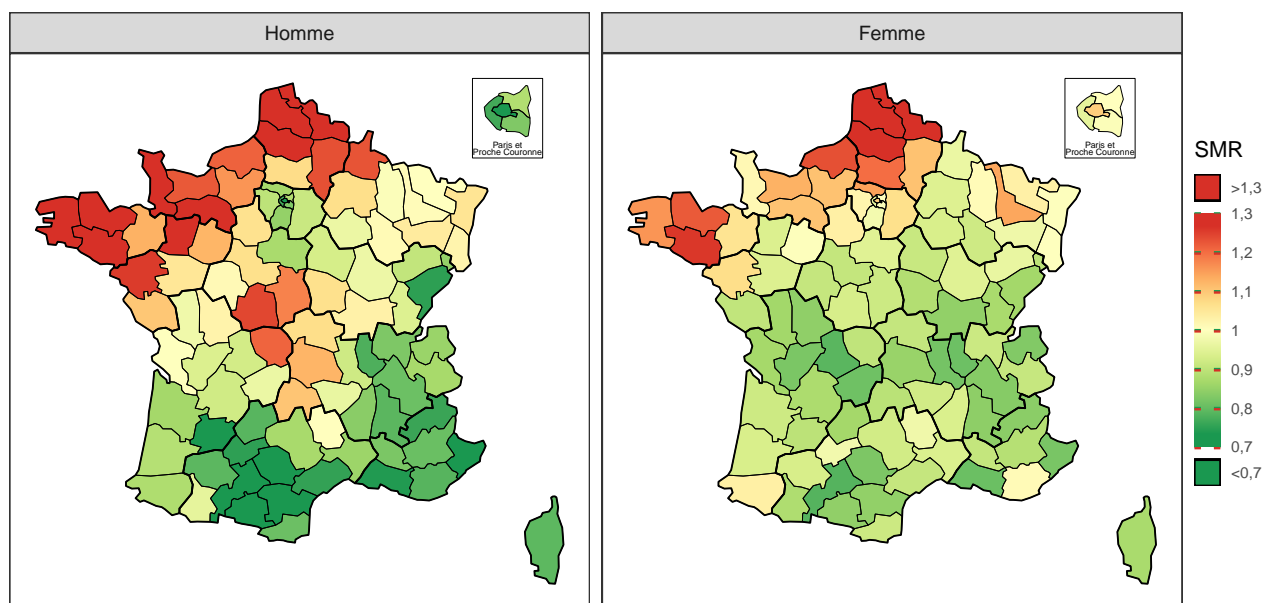 Homme
Femme
Paris et
Proche Couronne
Paris et
Proche Couronne
SMR
>1,3
1,3
1,2
1,1
1
0,9
0,8
0,7
<0,7